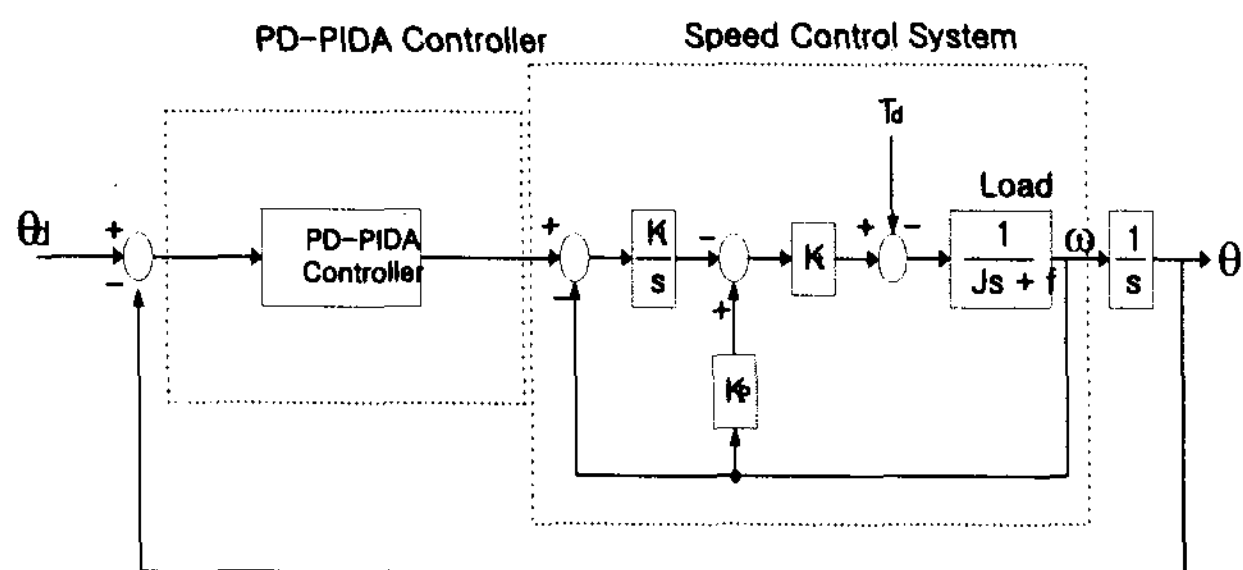 PD-PIDA Controller
Speed Control System
Td
Load
θd
+
−
PD-PIDA
Controller
+
−
K
s
−
+
K
+
−
1
Js + f
ω
1
s
θ
Kp